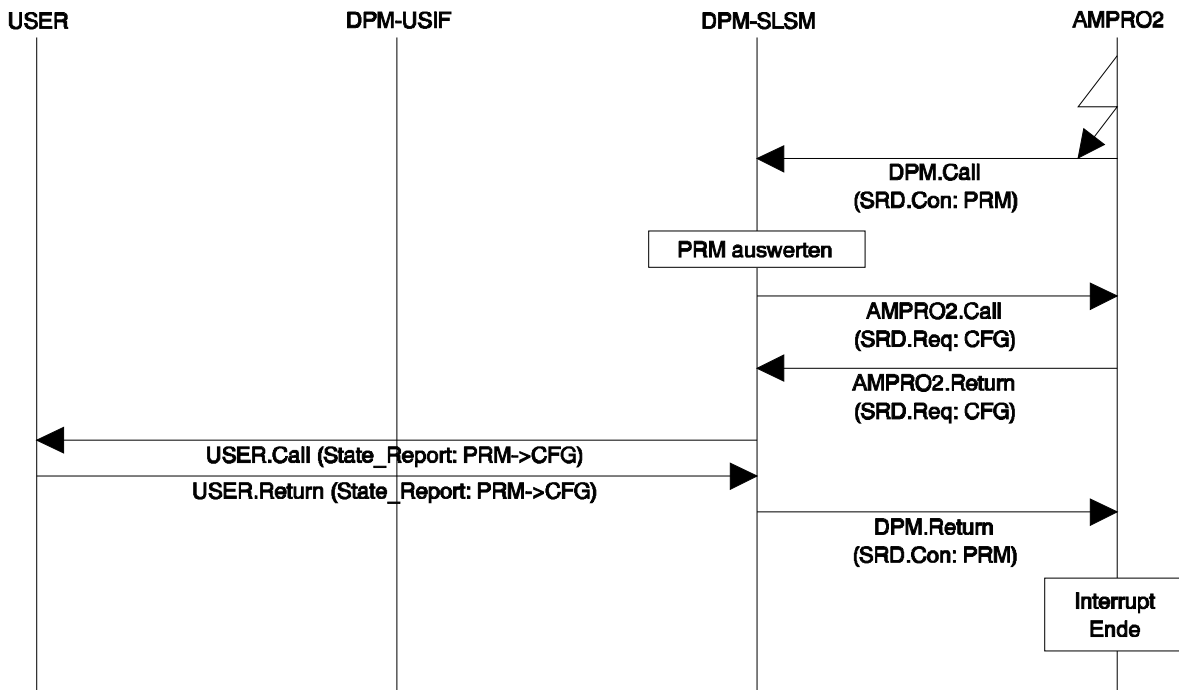 USER
DPM-USIF
DPM-SLSM
AMPRO2
DPM.Call
(SRD.Con: PRM)
PRM auswerten
AMPRO2.Call
(SRD.Req: CFG)
AMPRO2.Return
(SRD.Req: CFG)
USER.Call (State_Report: PRM->CFG)
USER.Return (State_Report: PRM->CFG)
DPM.Return
(SRD.Con: PRM)
Interrupt
Ende